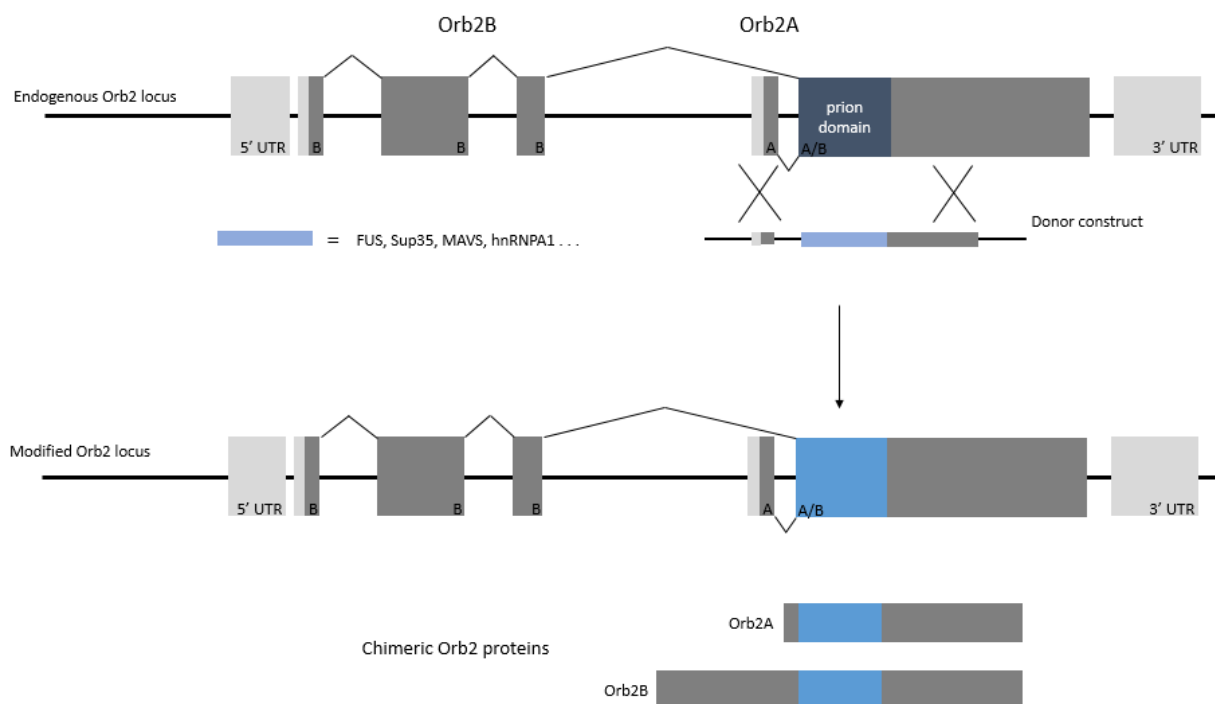 Orb2B
Orb2A
Endogenous Orb2 locus
prion
domain
5' UTR
B
B
B
A
A/B
3' UTR
Donor construct
= FUS, Sup35, MAVS, hnRNPA1 . . .
Modified Orb2 locus
5' UTR
B
B
B
A
A/B
3' UTR
Orb2A
Chimeric Orb2 proteins
Orb2B